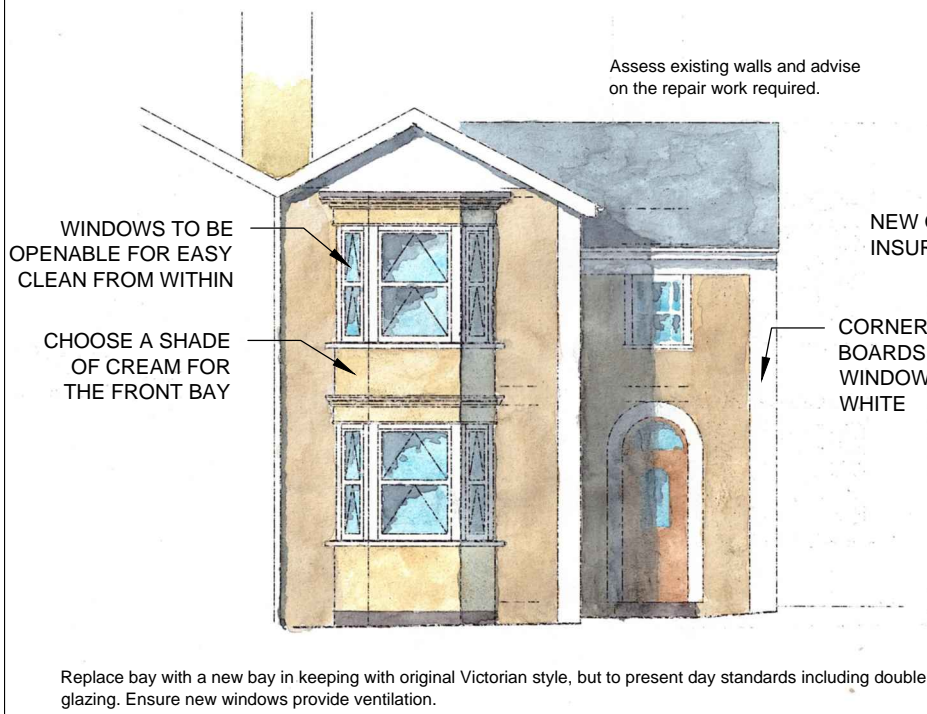 Assess existing walls and advise
on the repair work required.
WINDOWS TO BE
OPENABLE FOR EASY
CLEAN FROM WITHIN
CHOOSE A SHADE
OF CREAM FOR
THE FRONT BAY
NEW
CORNER
BOARDS
WINDOW
WHITE
Replace bay with a new bay in keeping with original Victorian style, but to present day standards including double
glazing. Ensure new windows provide ventilation.